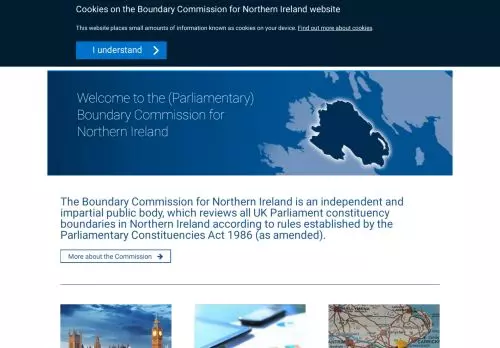 Cookies on the Boundary Commission for Northern Ireland website
This website places small amounts of information known as cookies on your device. Find out more about cookies.
I understand
Welcome to the (Parliamentary)
Boundary Commission for
Northern Ireland
The Boundary Commission for Northern Ireland is an independent and
impartial public body, which reviews all UK Parliament constituency
boundaries in Northern Ireland according to rules established by the
Parliamentary Constituencies Act 1986 (as amended).
More about the Commission